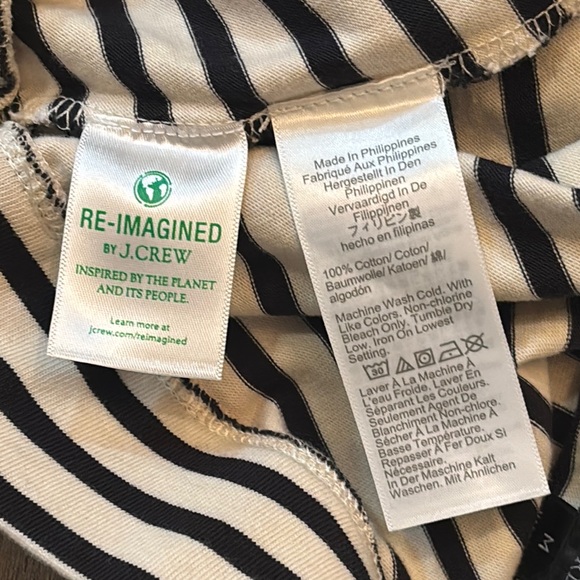 RE-IMAGINED
BY J.CREW
INSPIRED BY THE PLANET
AND ITS PEOPLE.
Learn more at
jcrew.com/reimagined
Made In Philippines
Fabriqué Aux Philippines
Hergestellt In Den
Philippinen
Vervaardigd In De
Filippijnen
フィリピン製
hecho en filipinas
100% Cotton/ Coton/
Baumwolle/ Katoen/ 綿/
algodón
Machine Wash Cold. With
Like Colors. Non-chlorine
Bleach Only. Tumble Dry
Low. Iron On Lowest
Setting.
30
Laver À La Machine À
L'eau Froide. Laver En
Séparant Les Couleurs.
Seulement Agent De
Blanchiment Non-chlore.
Sécher À La Machine À
Basse Température.
Repasser À Fer Doux Si
Nécessaire.
In Der Maschine Kalt
Waschen. Mit Ähnlichen
M